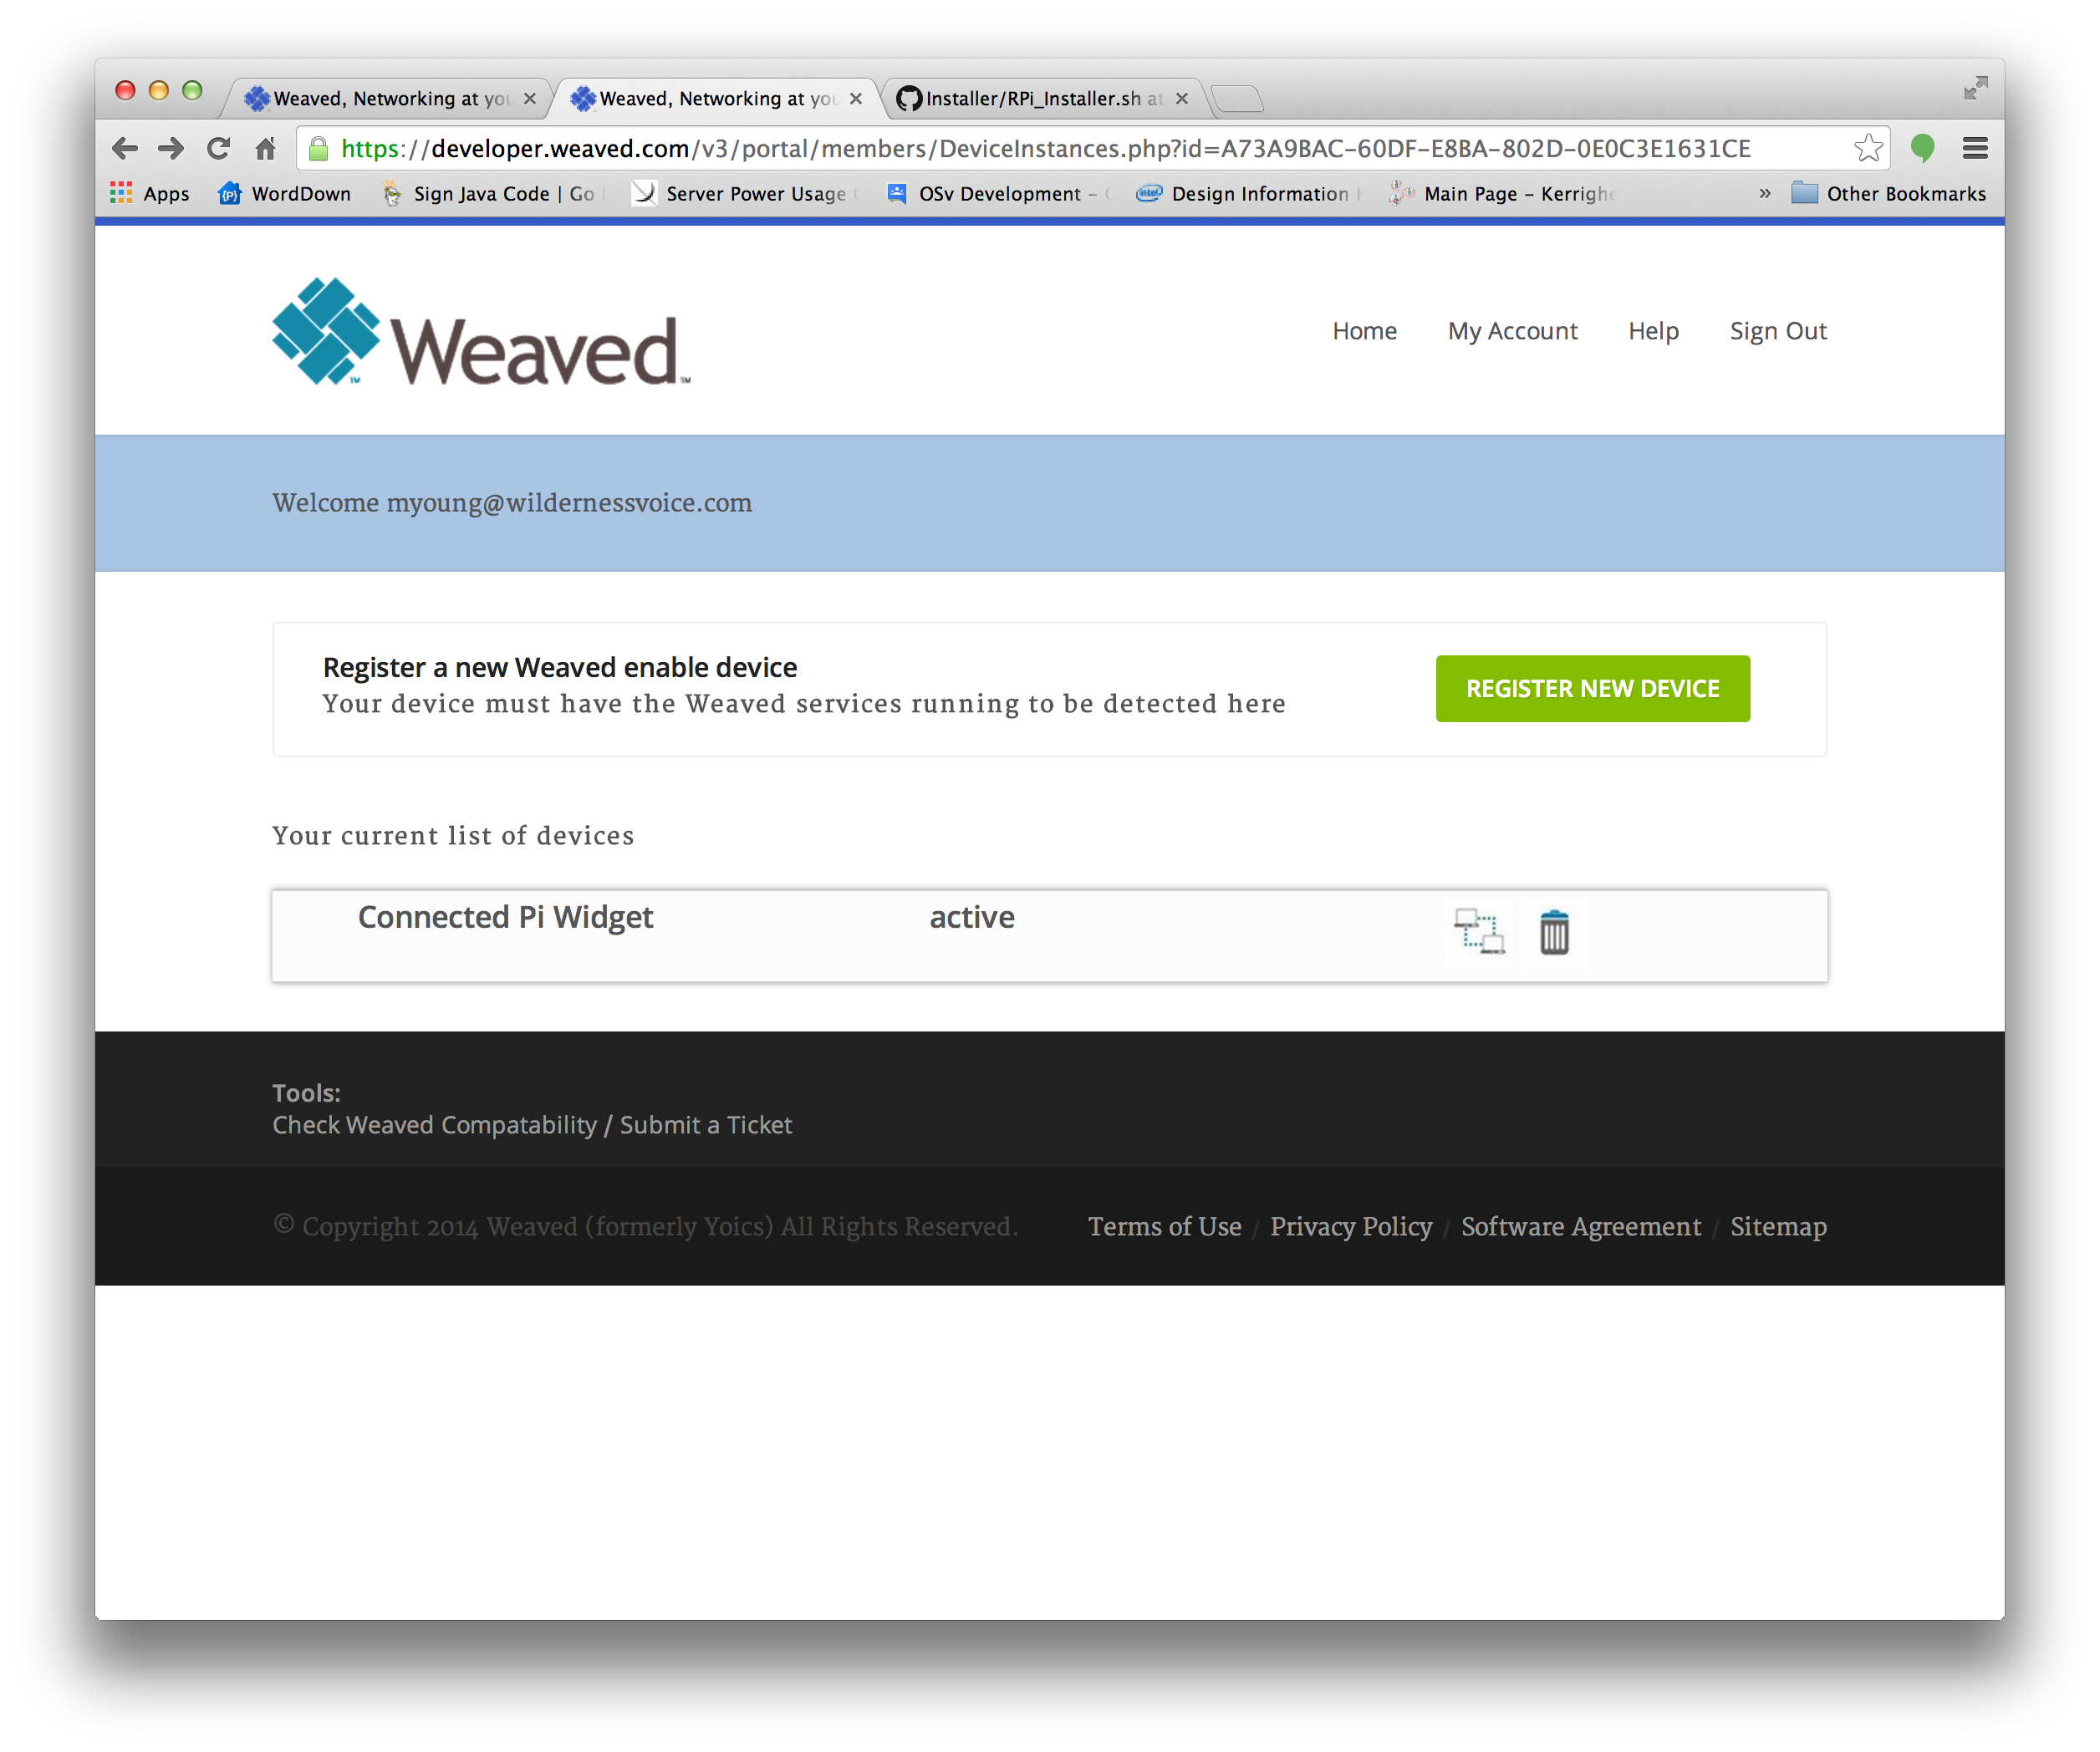 Weaved, Networking at you
Weaved, Networking at you
Installer/RPi_Installer.sh at
https://developer.weaved.com/v3/portal/members/DeviceInstances.php?id=A73A9BAC-60DF-E8BA-802D-0E0C3E1631CE
Apps WordDown Sign Java Code | Go Server Power Usage OSv Development – Design Information Main Page – Kerrighe » Other Bookmarks
Weaved™
Home My Account Help Sign Out
Welcome myoung@wildernessvoice.com
Register a new Weaved enable device
Your device must have the Weaved services running to be detected here
REGISTER NEW DEVICE
Your current list of devices
Connected Pi Widget active
Tools:
Check Weaved Compatability / Submit a Ticket
© Copyright 2014 Weaved (formerly Yoics) All Rights Reserved.
Terms of Use / Privacy Policy / Software Agreement / Sitemap